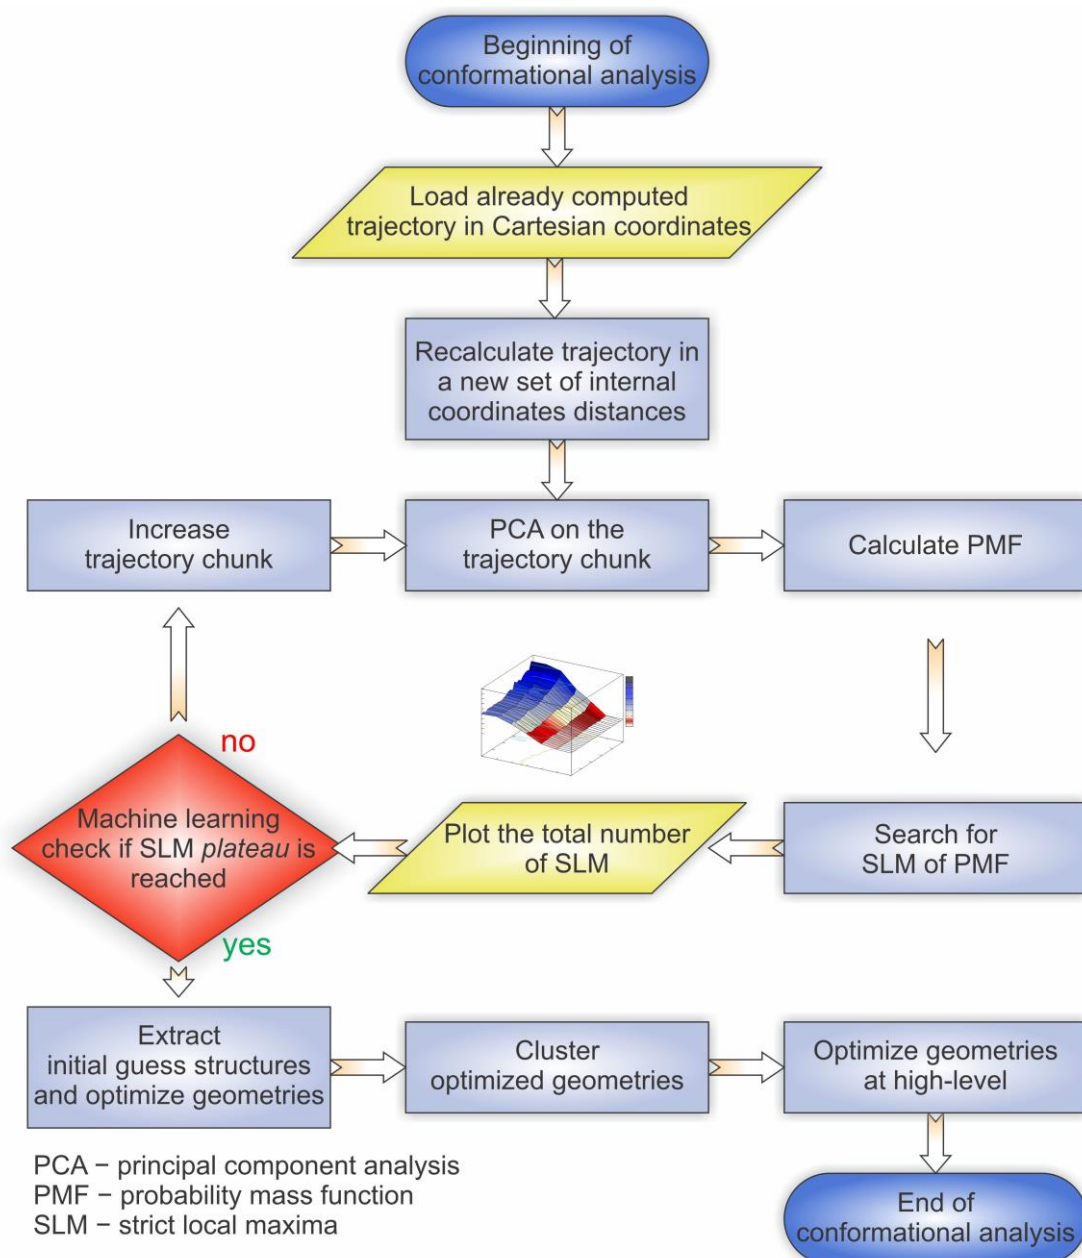 Beginning of
conformational analysis
Load already computed
trajectory in Cartesian coordinates
Recalculate trajectory in
a new set of internal
coordinates distances
Increase
trajectory chunk
PCA on the
trajectory chunk
Calculate PMF
no
Machine learning
check if SLM plateau is
reached
Plot the total number
of SLM
Search for
SLM of PMF
yes
Extract
initial guess structures
and optimize geometries
Cluster
optimized geometries
Optimize geometries
at high-level
PCA − principal component analysis
PMF − probability mass function
SLM − strict local maxima
End of
conformational analysis